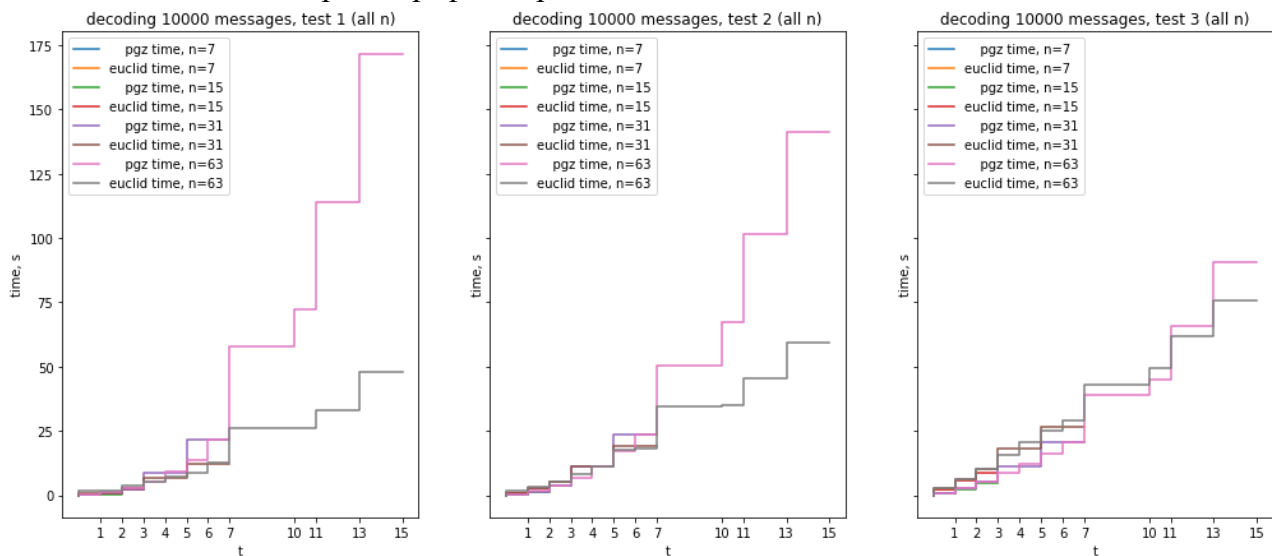 decoding 10000 messages, test 1 (all n)
175
150
125
100
75
50
25
0
time, s
pgz time, n=7
euclid time, n=7
pgz time, n=15
euclid time, n=15
pgz time, n=31
euclid time, n=31
pgz time, n=63
euclid time, n=63
1 2 3 4 5 6 7 10 11 13 15
t
decoding 10000 messages, test 2 (all n)
time, s
pgz time, n=7
euclid time, n=7
pgz time, n=15
euclid time, n=15
pgz time, n=31
euclid time, n=31
pgz time, n=63
euclid time, n=63
1 2 3 4 5 6 7 10 11 13 15
t
decoding 10000 messages, test 3 (all n)
time, s
pgz time, n=7
euclid time, n=7
pgz time, n=15
euclid time, n=15
pgz time, n=31
euclid time, n=31
pgz time, n=63
euclid time, n=63
1 2 3 4 5 6 7 10 11 13 15
t